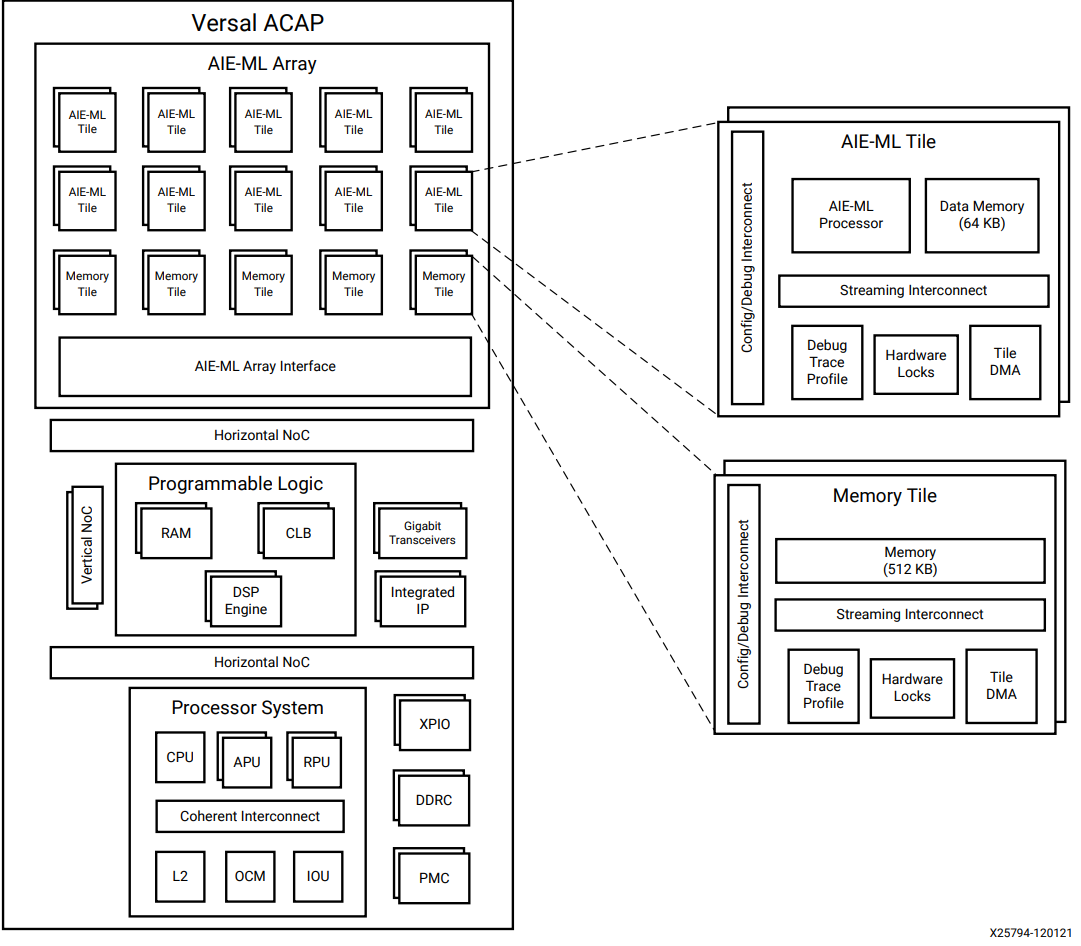 Versal ACAP
AIE-ML Array
AIE-ML
Tile
AIE-ML
Tile
AIE-ML
Tile
AIE-ML
Tile
AIE-ML
Tile
AIE-ML
Tile
AIE-ML
Tile
AIE-ML
Tile
AIE-ML
Tile
AIE-ML
Tile
Memory
Tile
Memory
Tile
Memory
Tile
Memory
Tile
Memory
Tile
AIE-ML Array Interface
Horizontal NoC
Vertical NoC
Programmable Logic
RAM
CLB
DSP
Engine
Gigabit
Transceivers
Integrated
IP
Horizontal NoC
Processor System
CPU
APU
RPU
Coherent Interconnect
L2
OCM
IOU
XPIO
DDRC
PMC
AIE-ML Tile
Config/Debug Interconnect
AIE-ML
Processor
Data Memory
(64 KB)
Streaming Interconnect
Debug
Trace
Profile
Hardware
Locks
Tile
DMA
Memory Tile
Config/Debug Interconnect
Memory
(512 KB)
Streaming Interconnect
Debug
Trace
Profile
Hardware
Locks
Tile
DMA
X25794-120121